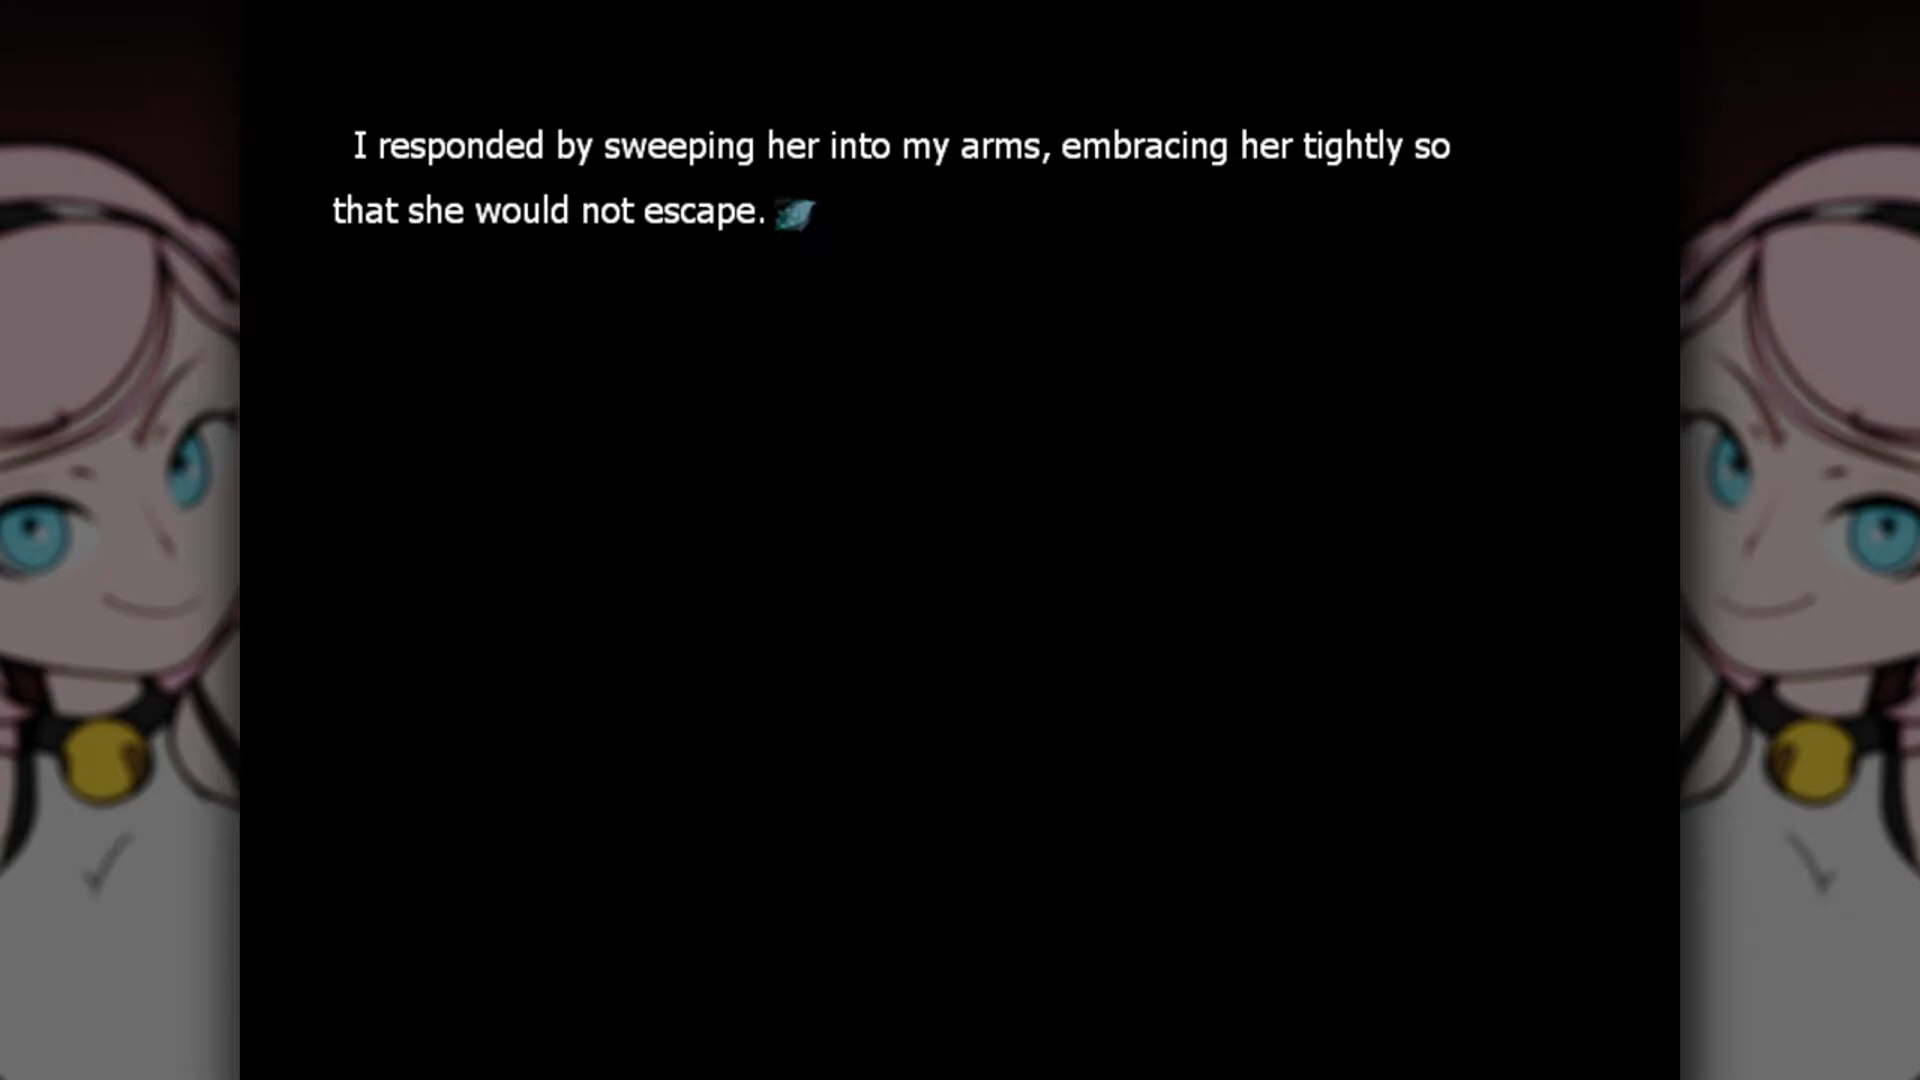 I responded by sweeping her into my arms, embracing her tightly so
that she would not escape.